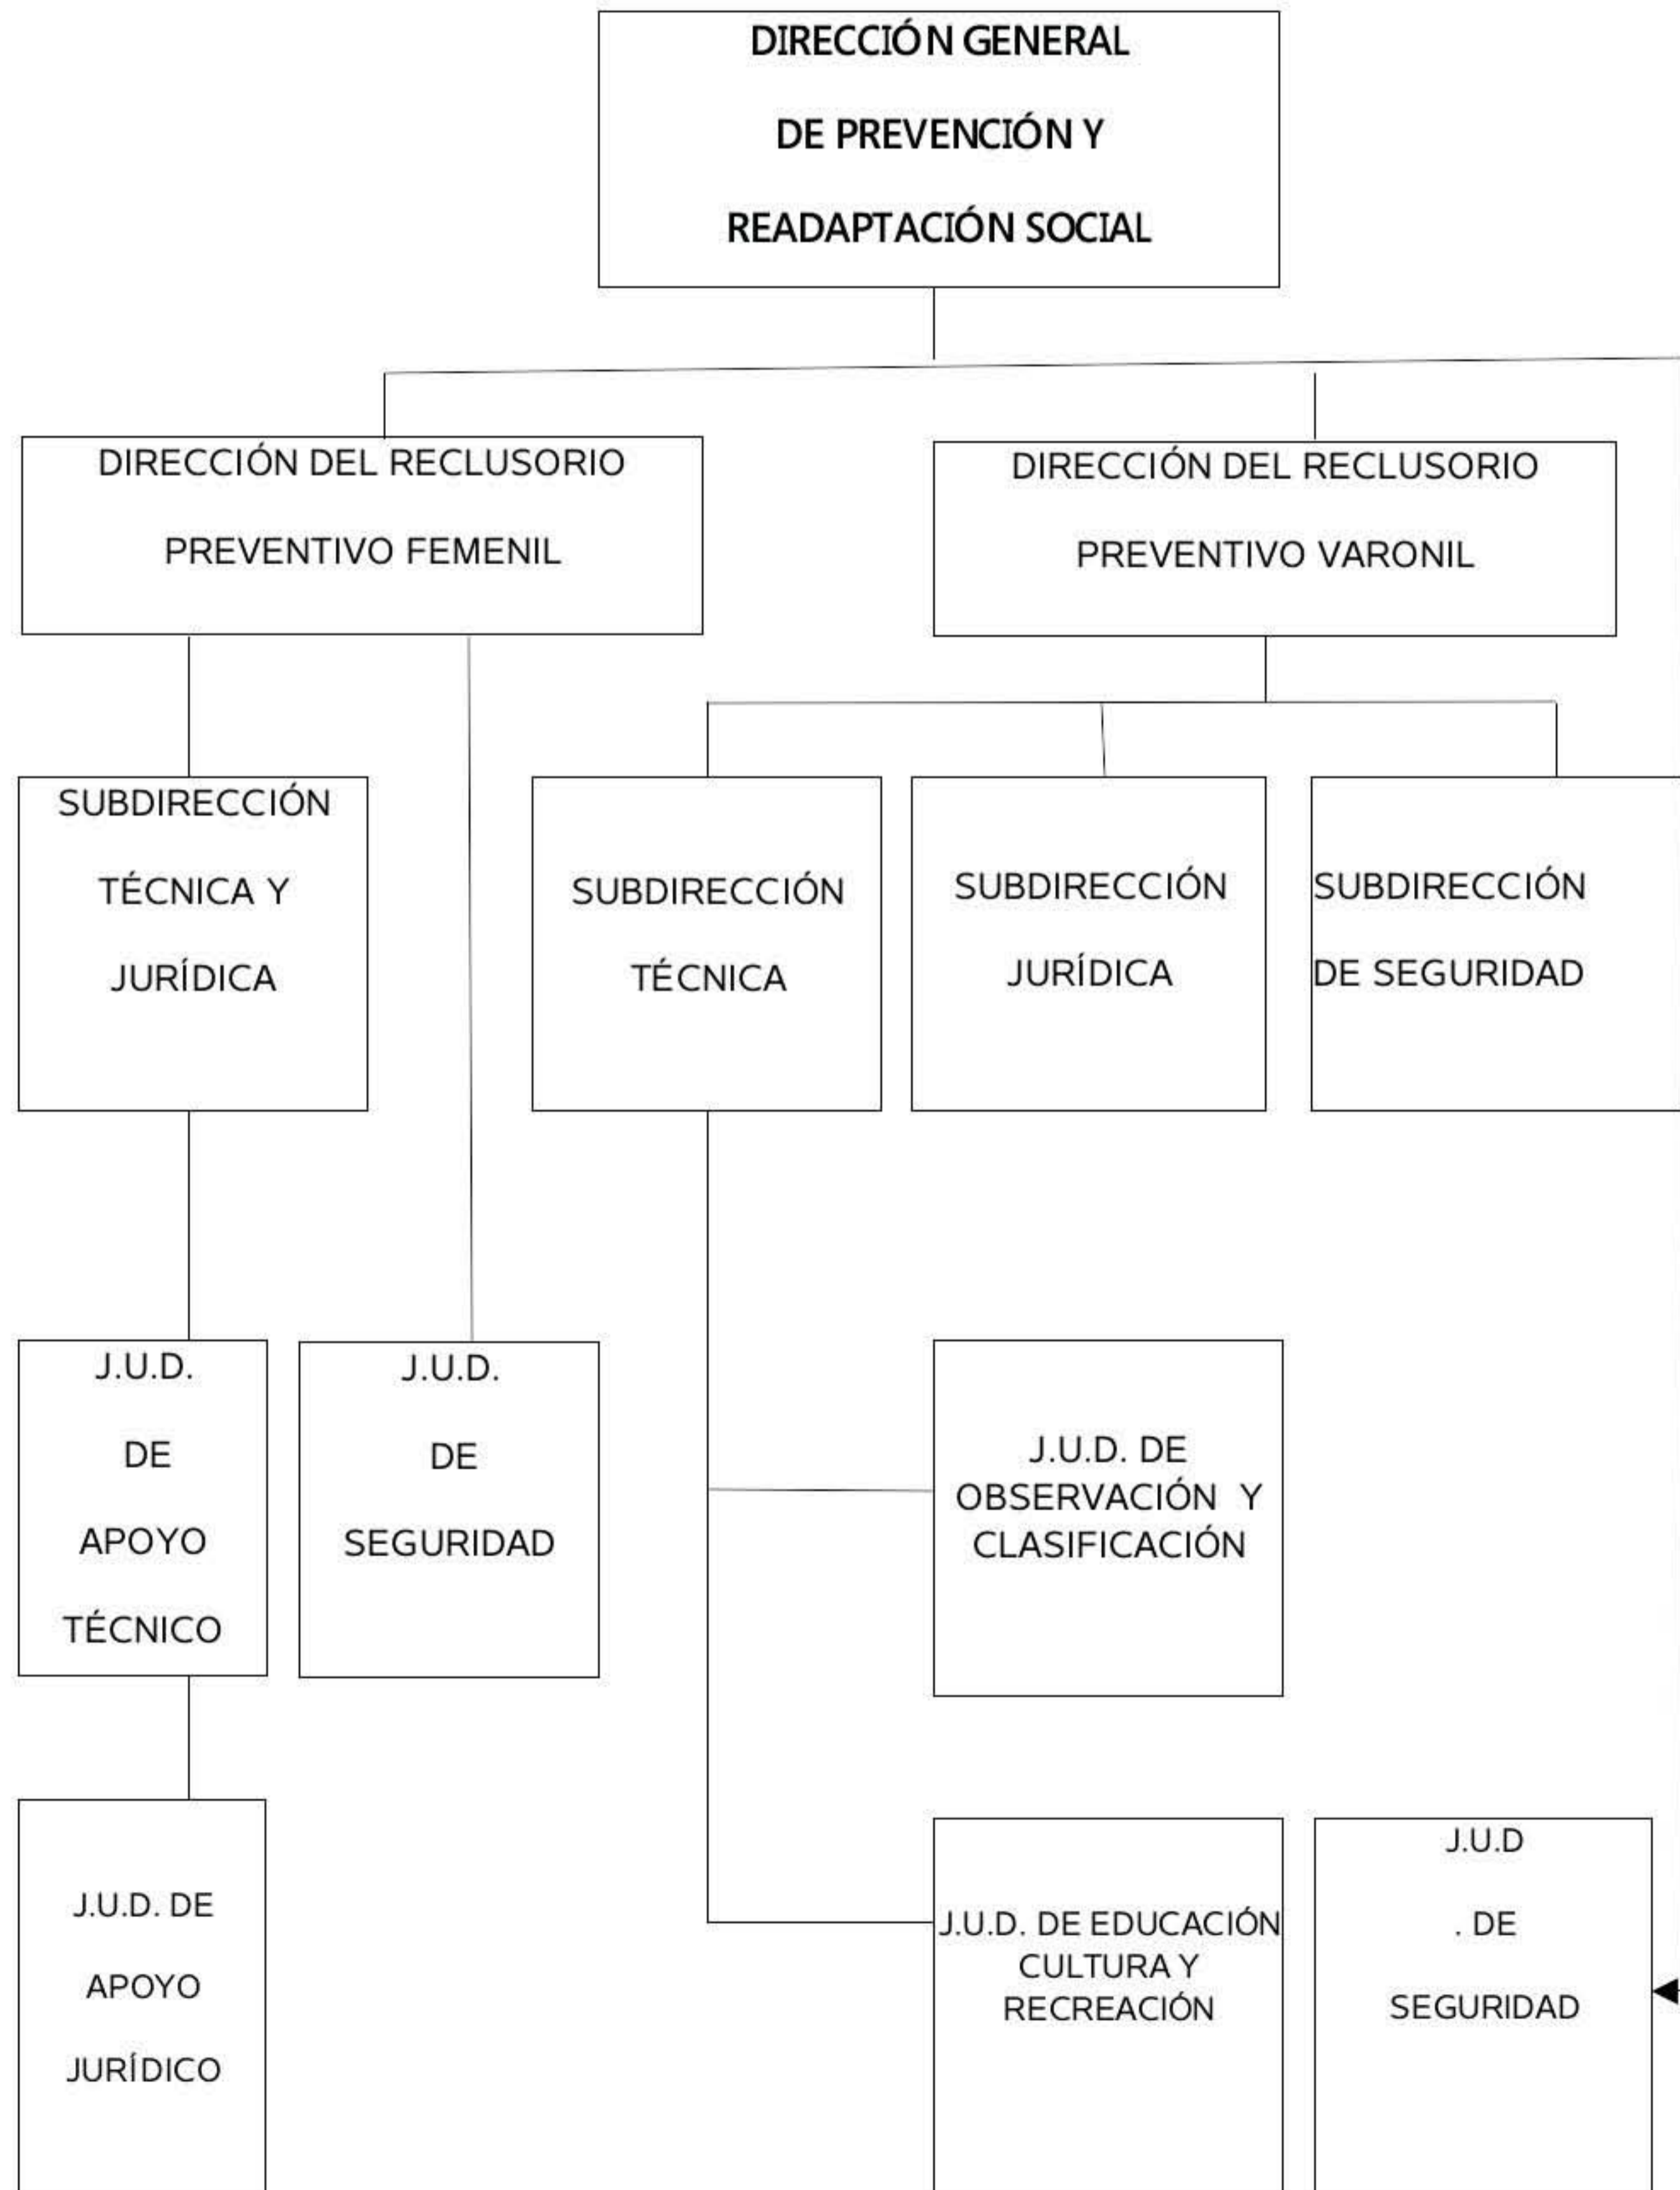 DIRECCIÓN GENERAL
DE PREVENCIÓN Y
READAPTACIÓN SOCIAL
DIRECCIÓN DEL RECLUSORIO
PREVENTIVO FEMENIL
DIRECCIÓN DEL RECLUSORIO
PREVENTIVO VARONIL
SUBDIRECCIÓN
TÉCNICA Y
JURÍDICA
SUBDIRECCIÓN
TÉCNICA
SUBDIRECCIÓN
JURÍDICA
SUBDIRECCIÓN
DE SEGURIDAD
J.U.D.
DE
APOYO
TÉCNICO
J.U.D.
DE
SEGURIDAD
J.U.D. DE
OBSERVACIÓN Y
CLASIFICACIÓN
J.U.D. DE
APOYO
JURÍDICO
J.U.D. DE EDUCACIÓN
CULTURA Y
RECREACIÓN
J.U.D
. DE
SEGURIDAD